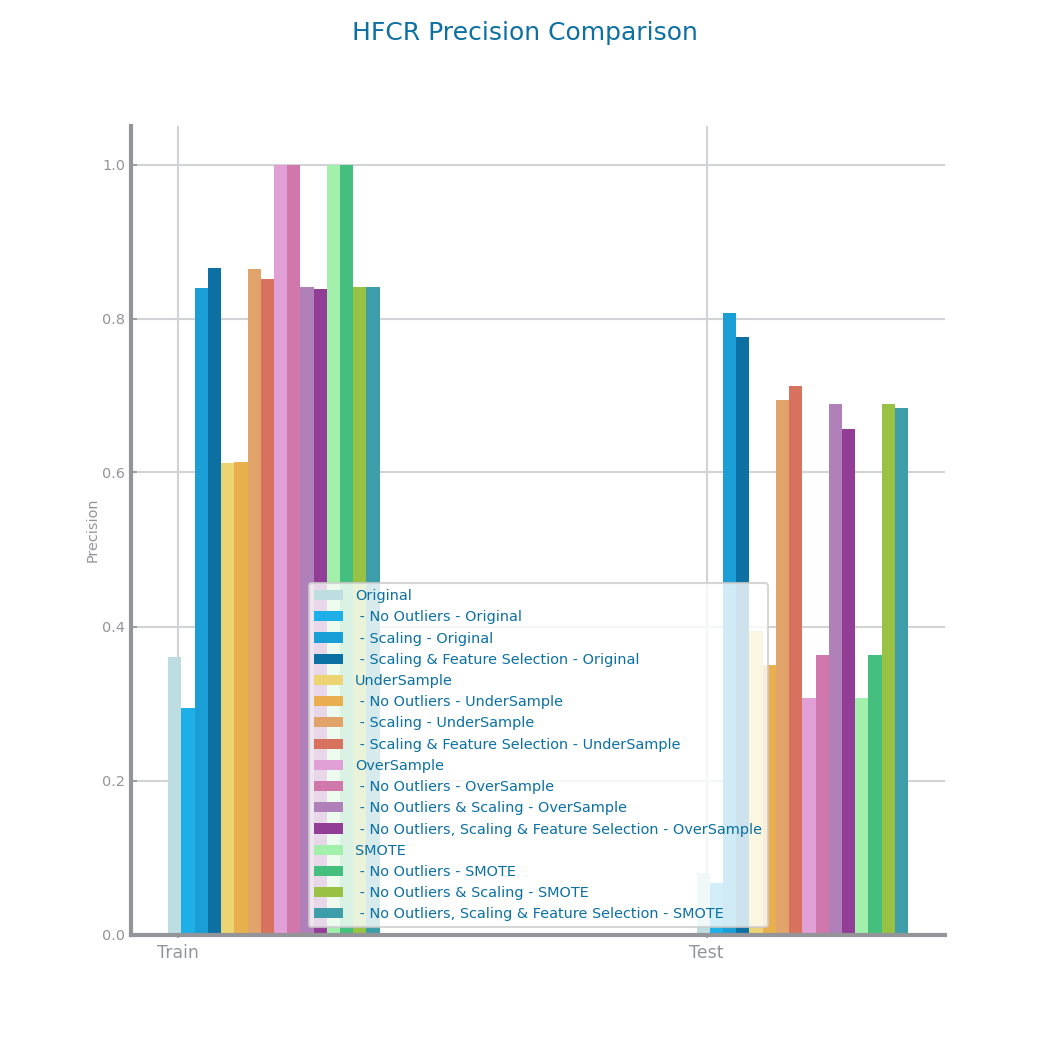 HFCR Precision Comparison
1.0
0.8
0.6
0.4
0.2
0.0
Precision
Original
- No Outliers - Original
- Scaling - Original
- Scaling & Feature Selection - Original
UnderSample
- No Outliers - UnderSample
- Scaling - UnderSample
- Scaling & Feature Selection - UnderSample
OverSample
- No Outliers - OverSample
- No Outliers & Scaling - OverSample
- No Outliers, Scaling & Feature Selection - OverSample
SMOTE
- No Outliers - SMOTE
- No Outliers & Scaling - SMOTE
- No Outliers, Scaling & Feature Selection - SMOTE
Train Test